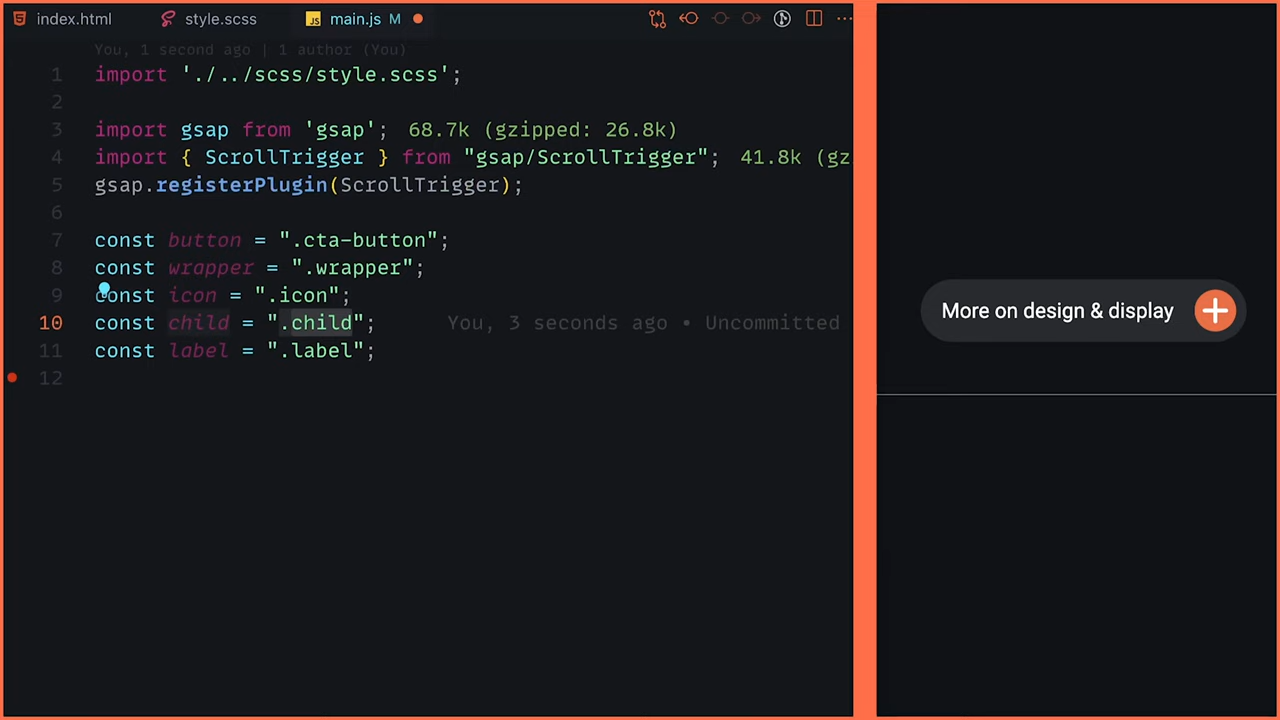 index.html style.scss JS main.js M
You, 1 second ago | 1 author (You)
1 import './../scss/style.scss';
2
3 import gsap from 'gsap'; 68.7k (gzipped: 26.8k)
4 import { ScrollTrigger } from "gsap/ScrollTrigger"; 41.8k (gz
5 gsap.registerPlugin(ScrollTrigger);
6
7 const button = ".cta-button";
8 const wrapper = ".wrapper";
9 const icon = ".icon";
10 const child = ".child"; You, 3 seconds ago • Uncommitted
11 const label = ".label";
12
More on design & display